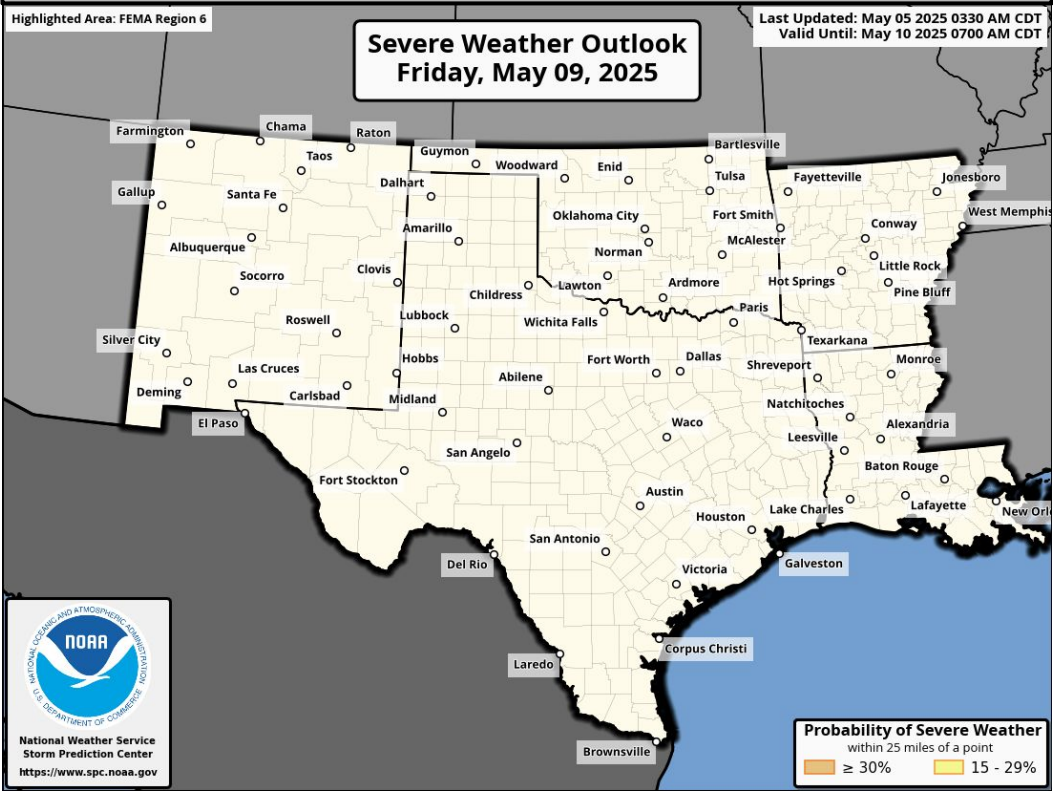 Highlighted Area: FEMA Region 6
Last Updated: May 05 2025 0330 AM CDT
Valid Until: May 10 2025 0700 AM CDT
Severe Weather Outlook
Friday, May 09, 2025
Farmington
Chama
Raton
Taos
Guymon
Woodward
Enid
Bartlesville
Tulsa
Fayetteville
Jonesboro
Gallup
Santa Fe
Dalhart
Oklahoma City
Fort Smith
West Memphis
Albuquerque
Amarillo
Norman
McAlester
Conway
Little Rock
Socorro
Clovis
Childress
Lawton
Ardmore
Hot Springs
Pine Bluff
Roswell
Lubbock
Wichita Falls
Paris
Texarkana
Silver City
Hobbs
Fort Worth
Dallas
Shreveport
Monroe
Las Cruces
Deming
Carlsbad
Midland
Abilene
Natchitoches
El Paso
San Angelo
Waco
Leesville
Alexandria
Fort Stockton
Austin
Baton Rouge
Houston
Lake Charles
Lafayette
New Orl
San Antonio
Del Rio
Galveston
Victoria
Laredo
Corpus Christi
Brownsville
NATIONAL OCEANIC AND ATMOSPHERIC ADMINISTRATION
NOAA
U.S. DEPARTMENT OF COMMERCE
National Weather Service
Storm Prediction Center
https://www.spc.noaa.gov
Probability of Severe Weather
within 25 miles of a point
≥ 30%
15 - 29%